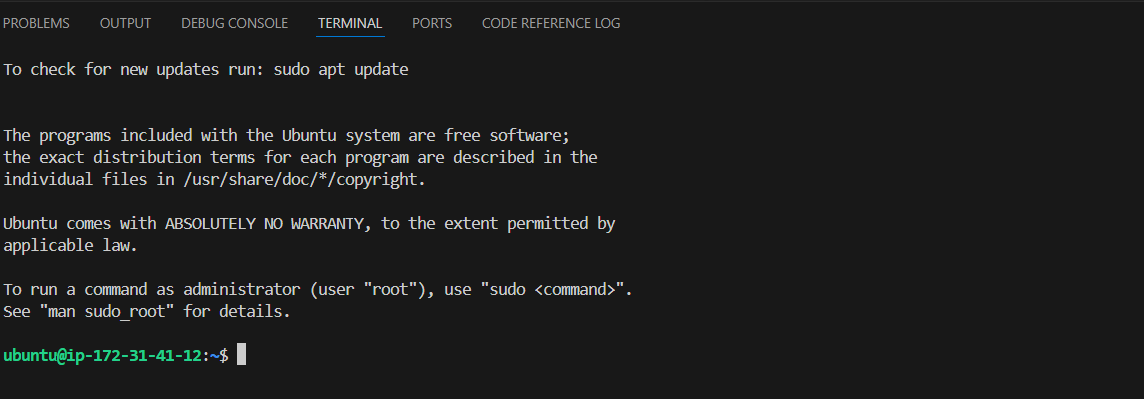 PROBLEMS OUTPUT DEBUG CONSOLE TERMINAL PORTS CODE REFERENCE LOG
To check for new updates run: sudo apt update
The programs included with the Ubuntu system are free software;
the exact distribution terms for each program are described in the
individual files in /usr/share/doc/*/copyright.
Ubuntu comes with ABSOLUTELY NO WARRANTY, to the extent permitted by
applicable law.
To run a command as administrator (user "root"), use "sudo <command>".
See "man sudo_root" for details.
ubuntu@ip-172-31-41-12:~$